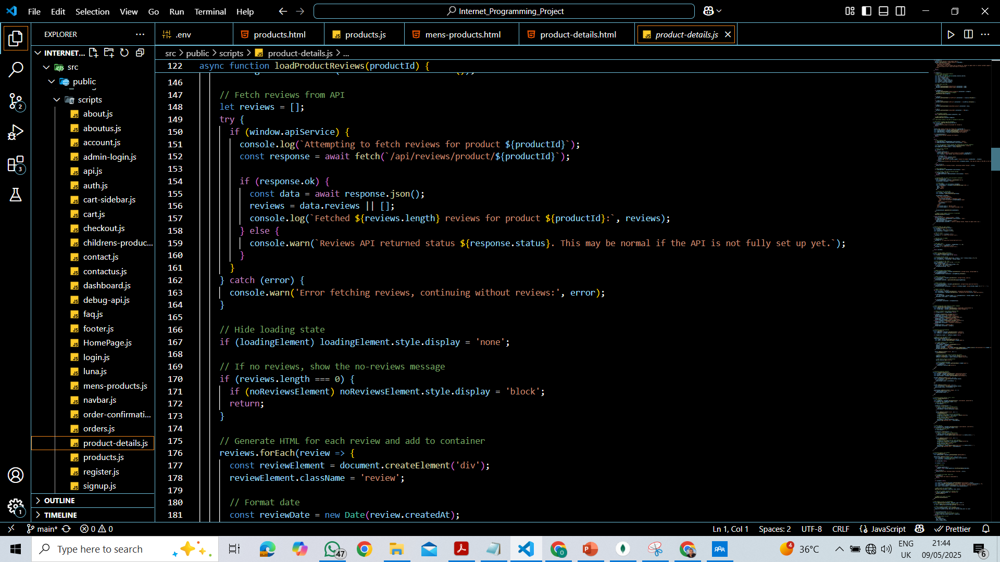 File Edit Selection View Go Run Terminal Help
Internet_Programming_Project
EXPLORER
.env
products.html
products.js
mens-products.html
product-details.html
product-details.js
INTERNET...
src
public
scripts
about.js
aboutus.js
account.js
admin-login.js
api.js
auth.js
cart-sidebar.js
cart.js
checkout.js
childrens-produc...
contact.js
contactus.js
dashboard.js
debug-api.js
faq.js
footer.js
HomePage.js
login.js
luna.js
mens-products.js
navbar.js
order-confirmati...
orders.js
product-details.js
products.js
register.js
signup.js
OUTLINE
TIMELINE
2
3
1
src > public > scripts > JS product-details.js > ...
122 async function loadProductReviews(productId) {
146
147 // Fetch reviews from API
148 let reviews = [];
149 try {
150 if (window.apiService) {
151 console.log(`Attempting to fetch reviews for product ${productId}`);
152 const response = await fetch(`/api/reviews/product/${productId}`);
153
154 if (response.ok) {
155 const data = await response.json();
156 reviews = data.reviews || [];
157 console.log(`Fetched ${reviews.length} reviews for product ${productId}:`, reviews);
158 } else {
159 console.warn(`Reviews API returned status ${response.status}. This may be normal if the API is not fully set up yet.`);
160 }
161 }
162 } catch (error) {
163 console.warn('Error fetching reviews, continuing without reviews:', error);
164 }
165
166 // Hide loading state
167 if (loadingElement) loadingElement.style.display = 'none';
168
169 // If no reviews, show the no-reviews message
170 if (reviews.length === 0) {
171 if (noReviewsElement) noReviewsElement.style.display = 'block';
172 return;
173 }
174
175 // Generate HTML for each review and add to container
176 reviews.forEach(review => {
177 const reviewElement = document.createElement('div');
178 reviewElement.className = 'review';
179
180 // Format date
181 const reviewDate = new Date(review.createdAt);
main* 0 0
Ln 1, Col 1 Spaces: 2 UTF-8 CRLF {} JavaScript Prettier
Type here to search
47
4
36°C
ENG
UK
21:44
09/05/2025
6